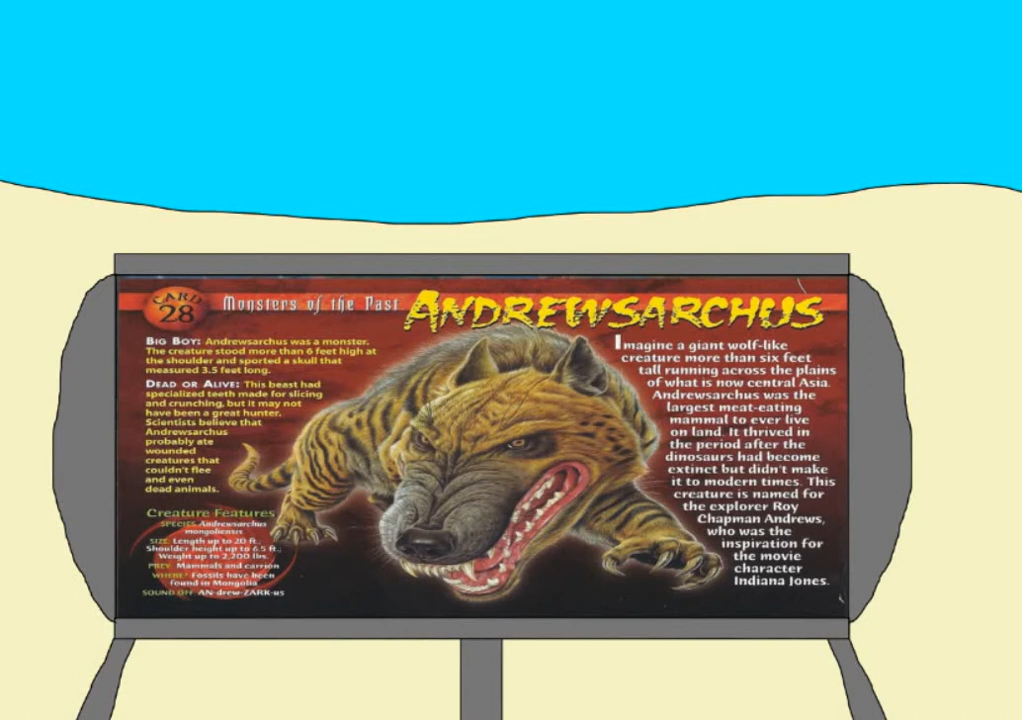 CARD
28
Monsters of the Past
ANDREWSARCHUS
BIG BOY: Andrewsarchus was a monster.
The creature stood more than 6 feet high at
the shoulder and sported a skull that
measured 3.5 feet long.
DEAD OR ALIVE: This beast had
specialized teeth made for slicing
and crunching, but it may not
have been a great hunter.
Scientists believe that
Andrewsarchus
probably ate
wounded
creatures that
couldn't flee
and even
dead animals.
Creature Features
SPECIES: Andrewsarchus
mongoliensis
SIZE: Length up to 20 ft.;
Shoulder height up to 6.5 ft.;
Weight up to 2,200 lbs.
PREY: Mammals and carrion
WHERE? Fossils have been
found in Mongolia
SOUND OFF: AN-drew-ZARK-us
Imagine a giant wolf-like
creature more than six feet
tall running across the plains
of what is now central Asia.
Andrewsarchus was the
largest meat-eating
mammal to ever live
on land. It thrived in
the period after the
dinosaurs had become
extinct but didn't make
it to modern times. This
creature is named for
the explorer Roy
Chapman Andrews,
who was the
inspiration for
the movie
character
Indiana Jones.